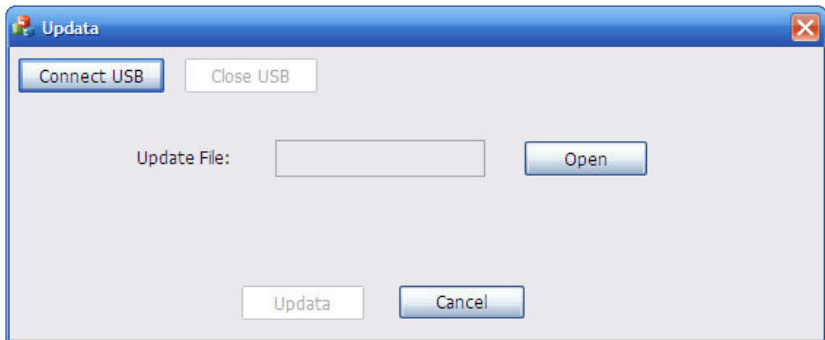 Updata
Connect USB Close USB
Update File: Open
Updata Cancel